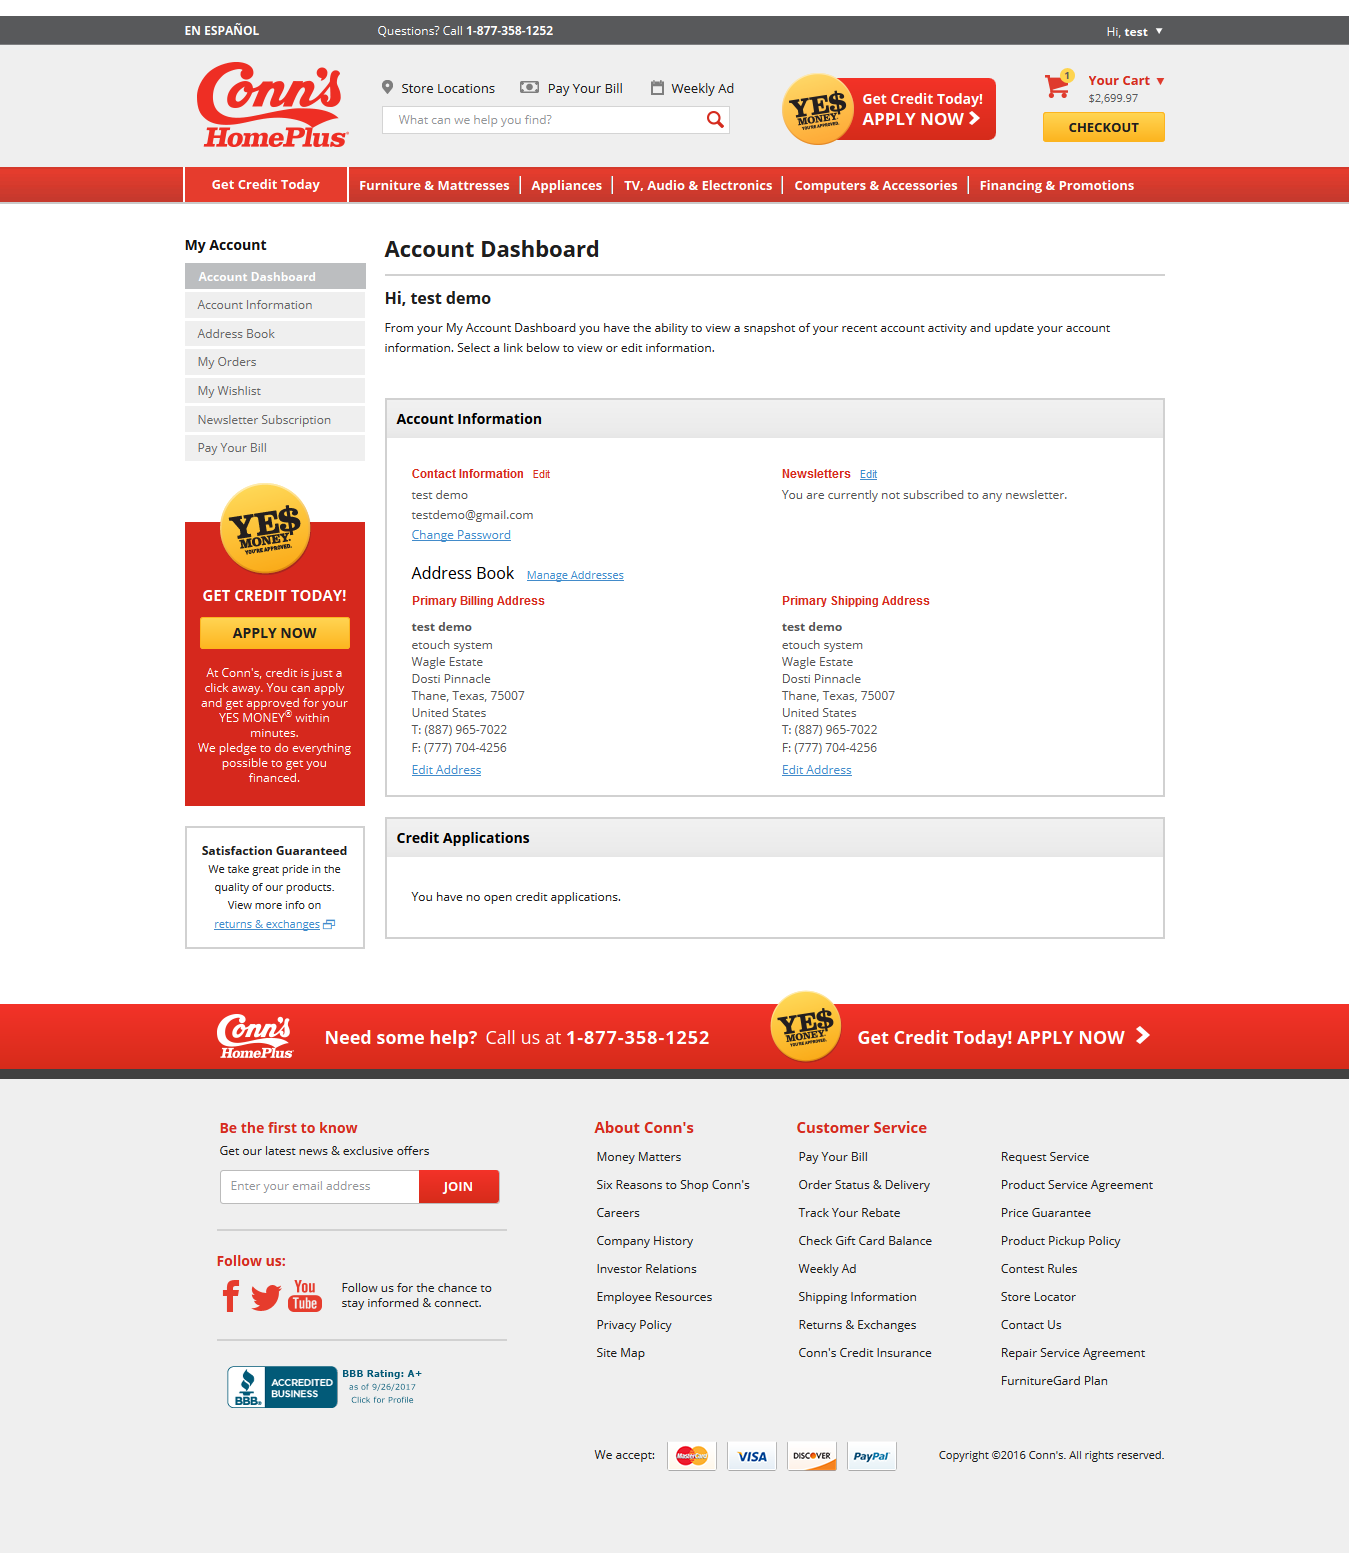 EN ESPAÑOL
Questions? Call 1-877-358-1252
Hi, test ▼
Conn's
HomePlus
Store Locations
Pay Your Bill
Weekly Ad
What can we help you find?
YE$
MONEY.
YOU'RE APPROVED.
Get Credit Today!
APPLY NOW
1
Your Cart ▼
$2,699.97
CHECKOUT
Get Credit Today
Furniture & Mattresses
Appliances
TV, Audio & Electronics
Computers & Accessories
Financing & Promotions
My Account
Account Dashboard
Account Information
Address Book
My Orders
My Wishlist
Newsletter Subscription
Pay Your Bill
YE$
MONEY.
YOU'RE APPROVED.
GET CREDIT TODAY!
APPLY NOW
At Conn's, credit is just a
click away. You can apply
and get approved for your
YES MONEY® within
minutes.
We pledge to do everything
possible to get you
financed.
Satisfaction Guaranteed
We take great pride in the
quality of our products.
View more info on
returns & exchanges
Account Dashboard
Hi, test demo
From your My Account Dashboard you have the ability to view a snapshot of your recent account activity and update your account
information. Select a link below to view or edit information.
Account Information
Contact Information Edit
test demo
testdemo@gmail.com
Change Password
Newsletters Edit
You are currently not subscribed to any newsletter.
Address Book Manage Addresses
Primary Billing Address
test demo
etouch system
Wagle Estate
Dosti Pinnacle
Thane, Texas, 75007
United States
T: (887) 965-7022
F: (777) 704-4256
Edit Address
Primary Shipping Address
test demo
etouch system
Wagle Estate
Dosti Pinnacle
Thane, Texas, 75007
United States
T: (887) 965-7022
F: (777) 704-4256
Edit Address
Credit Applications
You have no open credit applications.
Conn's
HomePlus
Need some help? Call us at 1-877-358-1252
YE$
MONEY.
YOU'RE APPROVED.
Get Credit Today! APPLY NOW
Be the first to know
Get our latest news & exclusive offers
Enter your email address
JOIN
Follow us:
You
Tube
Follow us for the chance to
stay informed & connect.
BBB.
ACCREDITED
BUSINESS
BBB Rating: A+
as of 9/26/2017
Click for Profile
About Conn's
Money Matters
Six Reasons to Shop Conn's
Careers
Company History
Investor Relations
Employee Resources
Privacy Policy
Site Map
Customer Service
Pay Your Bill
Order Status & Delivery
Track Your Rebate
Check Gift Card Balance
Weekly Ad
Shipping Information
Returns & Exchanges
Conn's Credit Insurance
Request Service
Product Service Agreement
Price Guarantee
Product Pickup Policy
Contest Rules
Store Locator
Contact Us
Repair Service Agreement
FurnitureGard Plan
We accept:
MasterCard
VISA
DISCOVER
PayPal
Copyright ©2016 Conn's. All rights reserved.